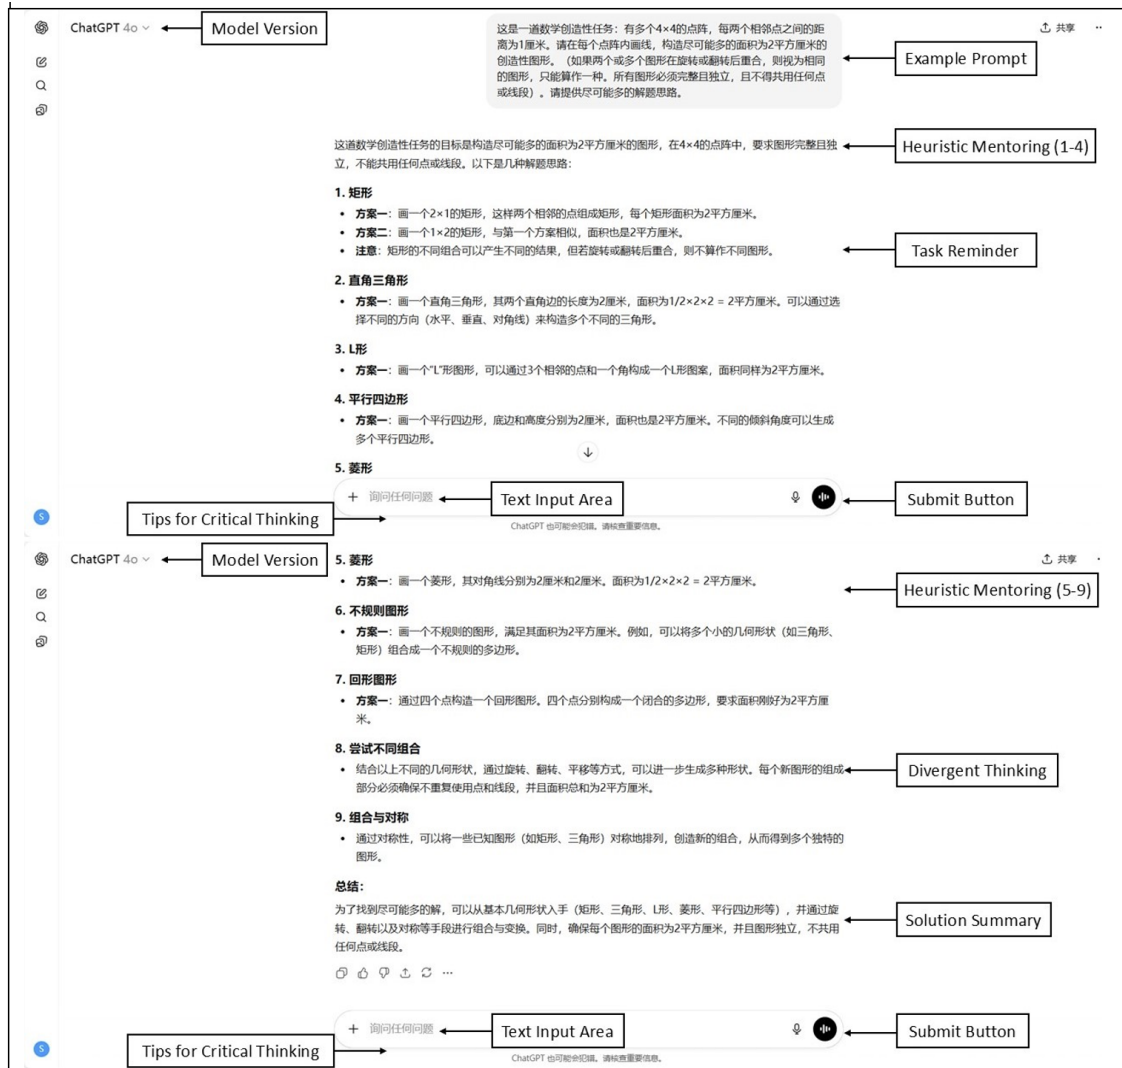 ChatGPT 4o
Model Version
共享
这是一道数学创造性任务：有多个4×4的点阵，每两个相邻点之间的距
离为1厘米。请在每个点阵内画线，构造尽可能多的面积为2平方厘米的
创造性图形。（如果两个或多个图形在旋转或翻转后重合，则视为相同
的图形，只能算作一种。所有图形必须完整且独立，且不得共用任何点
或线段）。请提供尽可能多的解题思路。
Example Prompt
这道数学创造性任务的目标是构造尽可能多的面积为2平方厘米的图形，在4×4的点阵中，要求图形完整且独
立，不能共用任何点或线段。以下是几种解题思路：
Heuristic Mentoring (1-4)
1. 矩形
• 方案一：画一个2×1的矩形，这样两个相邻的点组成矩形，每个矩形面积为2平方厘米。
• 方案二：画一个1×2的矩形，与第一个方案相似，面积也是2平方厘米。
• 注意：矩形的不同组合可以产生不同的结果，但若旋转或翻转后重合，则不算作不同图形。
Task Reminder
2. 直角三角形
• 方案一：画一个直角三角形，其两个直角边的长度为2厘米，面积为1/2×2×2 = 2平方厘米。可以通过选
择不同的方向（水平、垂直、对角线）来构造多个不同的三角形。
3. L形
• 方案一：画一个“L”形图形，可以通过3个相邻的点和一个角构成一个L形图案，面积同样为2平方厘米。
4. 平行四边形
• 方案一：画一个平行四边形，底边和高度分别为2厘米，面积也是2平方厘米。不同的倾斜角度可以生成
多个平行四边形。
5. 菱形
询问任何问题
Text Input Area
Submit Button
S
Tips for Critical Thinking
ChatGPT 也可能会犯错。请核查重要信息。
ChatGPT 4o
Model Version
共享
5. 菱形
• 方案一：画一个菱形，其对角线分别为2厘米和2厘米。面积为1/2×2×2 = 2平方厘米。
Heuristic Mentoring (5-9)
6. 不规则图形
• 方案一：画一个不规则的图形，满足其面积为2平方厘米。例如，可以将多个小的几何形状（如三角形、
矩形）组合成一个不规则的多边形。
7. 回形图形
• 方案一：通过四个点构造一个回形图形。四个点分别构成一个闭合的多边形，要求面积刚好为2平方厘
米。
8. 尝试不同组合
• 结合以上不同的几何形状，通过旋转、翻转、平移等方式，可以进一步生成多种形状。每个新图形的组成
部分必须确保不重复使用点和线段，并且面积总和为2平方厘米。
Divergent Thinking
9. 组合与对称
• 通过对称性，可以将一些已知图形（如矩形、三角形）对称地排列，创造新的组合，从而得到多个独特的
图形。
总结：
为了找到尽可能多的解，可以从基本几何形状入手（矩形、三角形、L形、菱形、平行四边形等），并通过旋
转、翻转以及对称等手段进行组合与变换。同时，确保每个图形的面积为2平方厘米，并且图形独立，不共用
任何点或线段。
Solution Summary
询问任何问题
Text Input Area
Submit Button
S
Tips for Critical Thinking
ChatGPT 也可能会犯错。请核查重要信息。